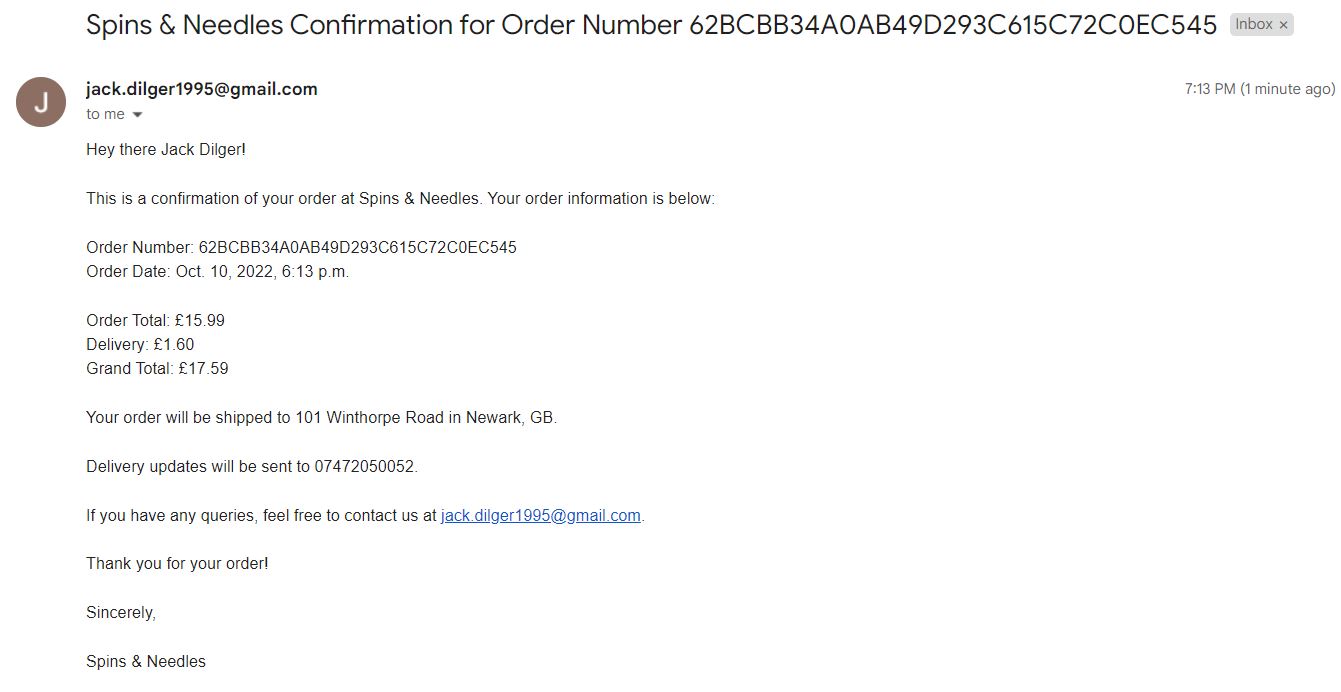 Spins & Needles Confirmation for Order Number 62BCBB34A0AB49D293C615C72C0EC545 Inbox ×
J
jack.dilger1995@gmail.com 7:13 PM (1 minute ago)
to me
Hey there Jack Dilger!
This is a confirmation of your order at Spins & Needles. Your order information is below:
Order Number: 62BCBB34A0AB49D293C615C72C0EC545
Order Date: Oct. 10, 2022, 6:13 p.m.
Order Total: £15.99
Delivery: £1.60
Grand Total: £17.59
Your order will be shipped to 101 Winthorpe Road in Newark, GB.
Delivery updates will be sent to 07472050052.
If you have any queries, feel free to contact us at jack.dilger1995@gmail.com.
Thank you for your order!
Sincerely,
Spins & Needles